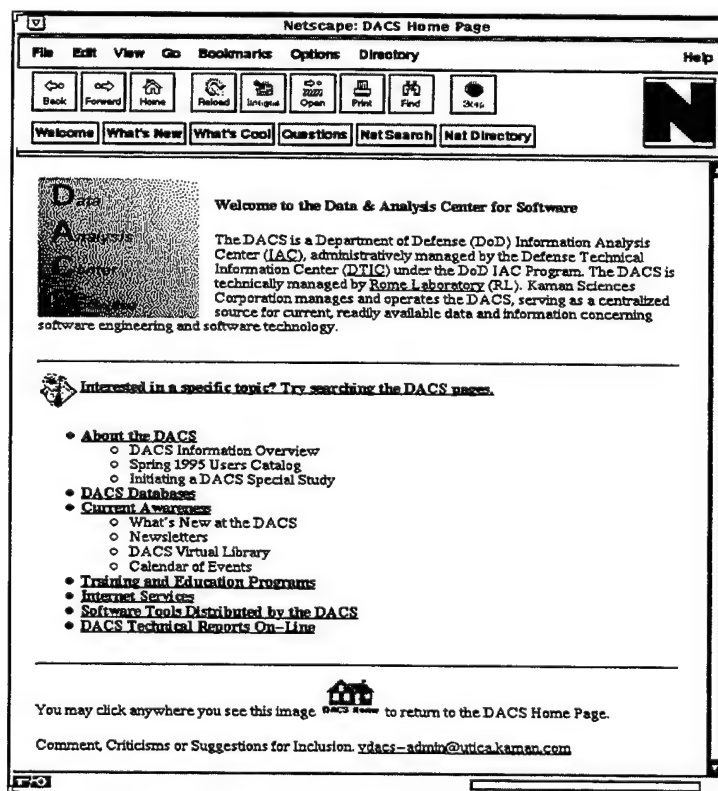 Netscape: DACS Home Page
File Edit View Go Bookmarks Options Directory Help
Back Forward Home Reload Images Open Print Find Stop
Welcome What's New What's Cool Questions Net Search Net Directory
N
Data
Analysis
Center
Welcome to the Data & Analysis Center for Software
The DACS is a Department of Defense (DoD) Information Analysis
Center (IAC), administratively managed by the Defense Technical
Information Center (DTIC) under the DoD IAC Program. The DACS is
technically managed by Rome Laboratory (RL). Kaman Sciences
Corporation manages and operates the DACS, serving as a centralized
source for current, readily available data and information concerning
software engineering and software technology.
Interested in a specific topic? Try searching the DACS pages.
About the DACS
DACS Information Overview
Spring 1995 Users Catalog
Initiating a DACS Special Study
DACS Databases
Current Awareness
What's New at the DACS
Newsletters
DACS Virtual Library
Calendar of Events
Training and Education Programs
Internet Services
Software Tools Distributed by the DACS
DACS Technical Reports On-Line
You may click anywhere you see this image DACS Home to return to the DACS Home Page.
Comment, Criticisms or Suggestions for Inclusion. vdacs-admin@utica.kaman.com